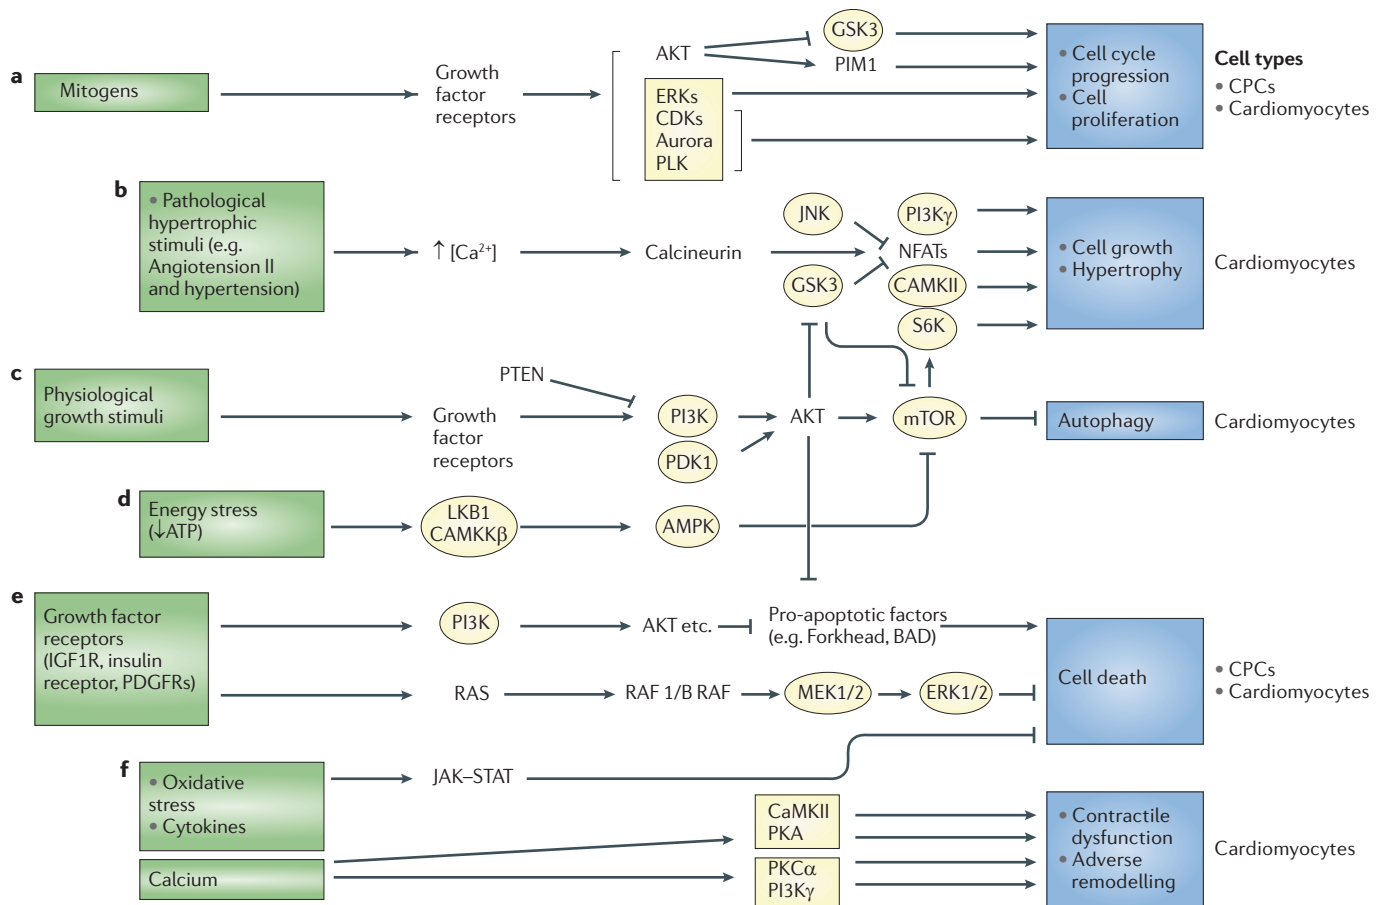 a
Mitogens
Growth
factor
receptors
AKT
GSK3
PIM1
ERKs
CDKs
Aurora
PLK
• Cell cycle
progression
• Cell
proliferation
Cell types
• CPCs
• Cardiomyocytes
b
• Pathological
hypertrophic
stimuli (e.g.
Angiotension II
and hypertension)
↑ [Ca²⁺]
Calcineurin
JNK
GSK3
PI3Kγ
NFATs
CAMKII
S6K
• Cell growth
• Hypertrophy
Cardiomyocytes
c
Physiological
growth stimuli
Growth
factor
receptors
PTEN
PI3K
PDK1
AKT
mTOR
Autophagy
Cardiomyocytes
d
Energy stress
(↓ATP)
LKB1
CAMKKβ
AMPK
e
Growth factor
receptors
(IGF1R, insulin
receptor, PDGFRs)
PI3K
AKT etc.
Pro-apoptotic factors
(e.g. Forkhead, BAD)
RAS
RAF 1/B RAF
MEK1/2
ERK1/2
Cell death
• CPCs
• Cardiomyocytes
f
• Oxidative
stress
• Cytokines
JAK–STAT
Calcium
CaMKII
PKA
PKCα
PI3Kγ
• Contractile
dysfunction
• Adverse
remodelling
Cardiomyocytes